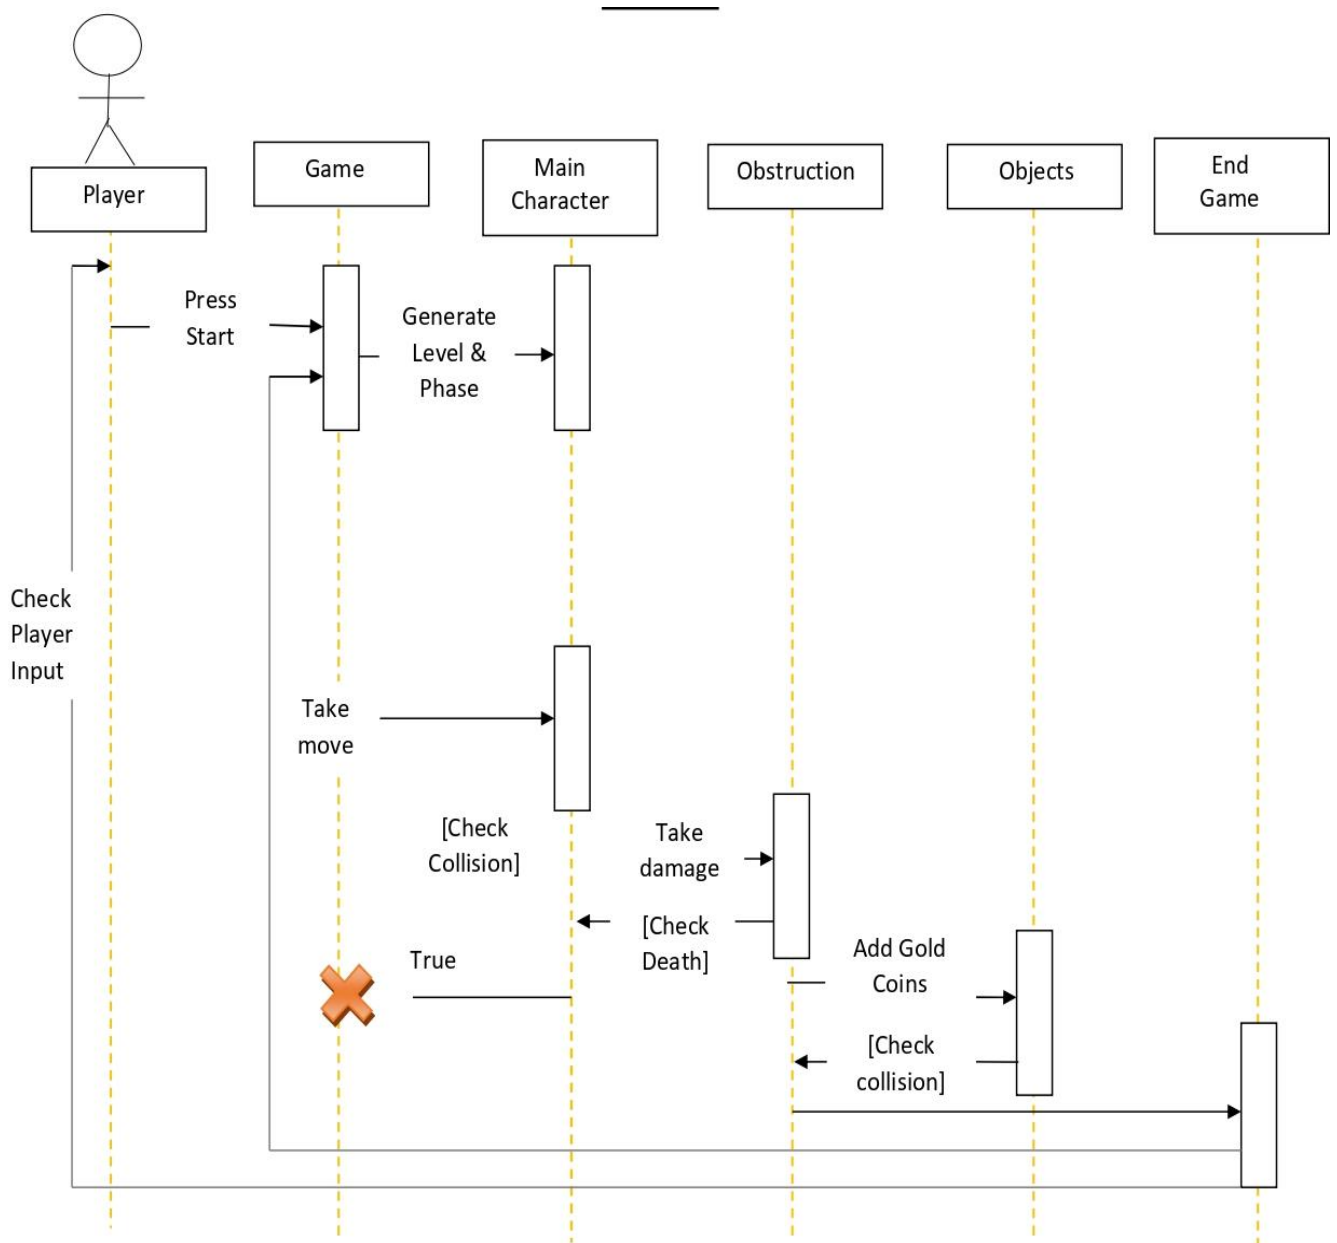 Player
Game
Main
Character
Obstruction
Objects
End
Game
Press
Start
Generate
Level &
Phase
Check
Player
Input
Take
move
[Check
Collision]
Take
damage
[Check
Death]
True
Add Gold
Coins
[Check
collision]